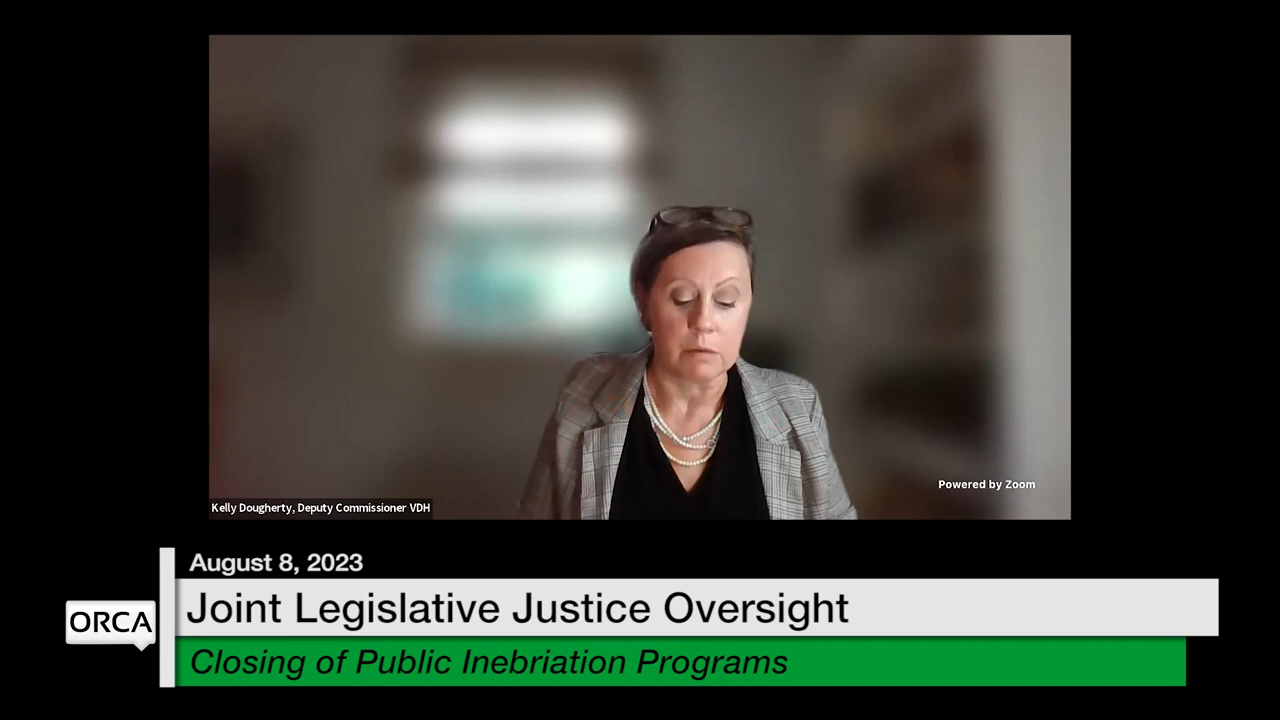 Powered by Zoom
Kelly Dougherty, Deputy Commissioner VDH
August 8, 2023
Joint Legislative Justice Oversight
ORCA
Closing of Public Inebriation Programs